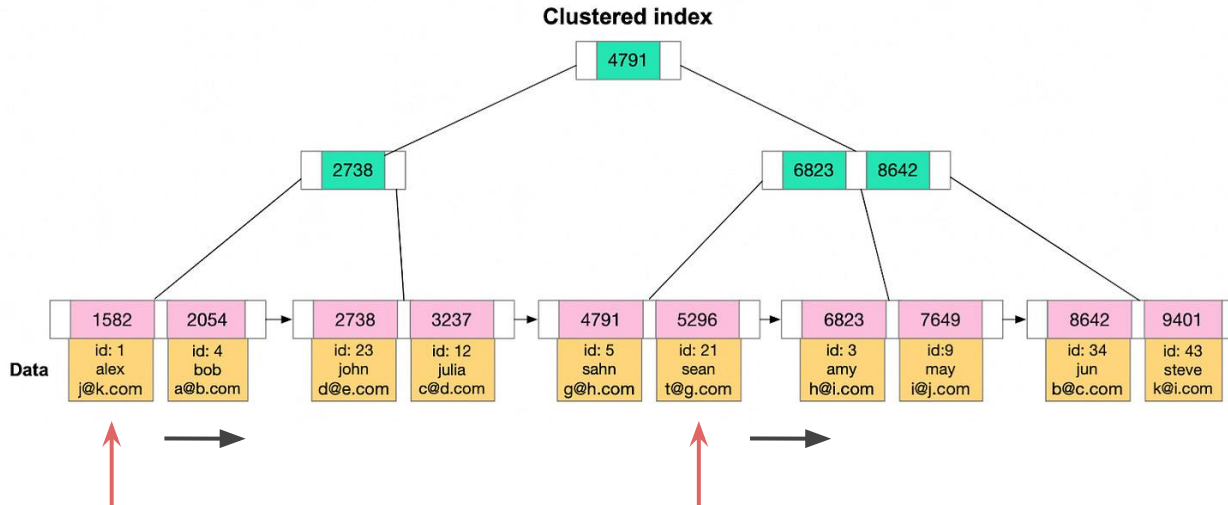 Clustered index
4791
2738
6823 8642
1582 2054 2738 3237 4791 5296 6823 7649 8642 9401
Data
id: 1
alex
j@k.com
id: 4
bob
a@b.com
id: 23
john
d@e.com
id: 12
julia
c@d.com
id: 5
sahn
g@h.com
id: 21
sean
t@g.com
id: 3
amy
h@i.com
id:9
may
i@j.com
id: 34
jun
b@c.com
id: 43
steve
k@i.com